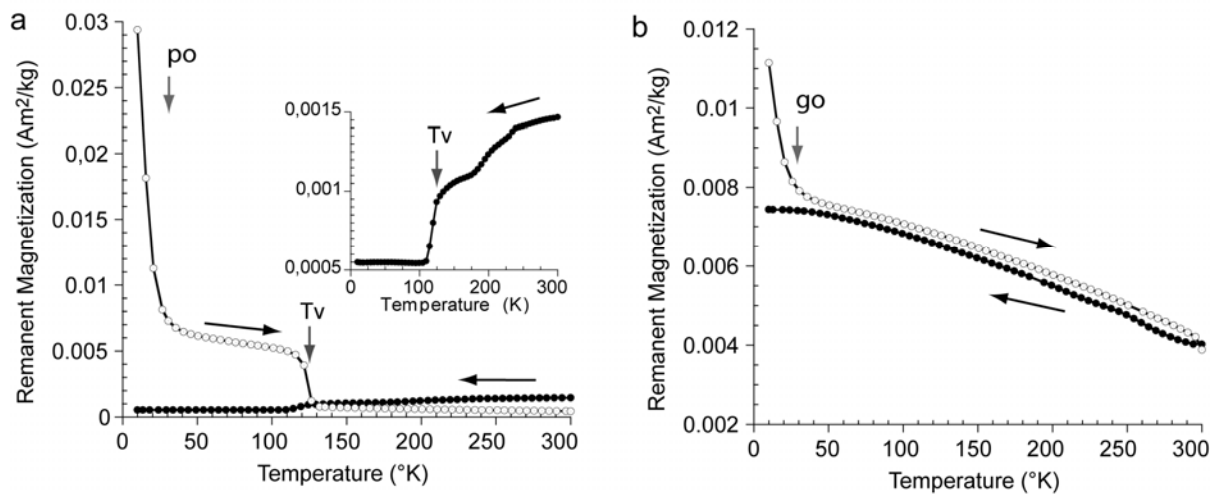 a
Remanent Magnetization (Am²/kg)
0.03
0.025
0.02
0.015
0.01
0.005
0
po
Tv
0 50 100 150 200 250 300
Temperature (°K)
0,0015
0,001
0,0005
Tv
0 50 100 150 200 250 300
Temperature (K)
b
Remanent Magnetization (Am²/kg)
0.012
0.01
0.008
0.006
0.004
0.002
go
0 50 100 150 200 250 300
Temperature (°K)